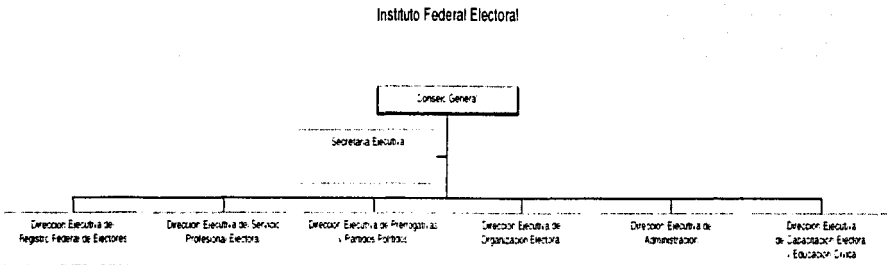 Instituto Federal Electoral
Consejo General
Secretaria Ejecutiva
Dirección Ejecutiva del
Registro Federal de Electores
Dirección Ejecutiva del Servicio
Profesional Electoral
Dirección Ejecutiva de Prerrogativas
y Partidos Políticos
Dirección Ejecutiva de
Organización Electoral
Dirección Ejecutiva de
Administración
Dirección Ejecutiva
de Capacitación Electoral
y Educación Cívica